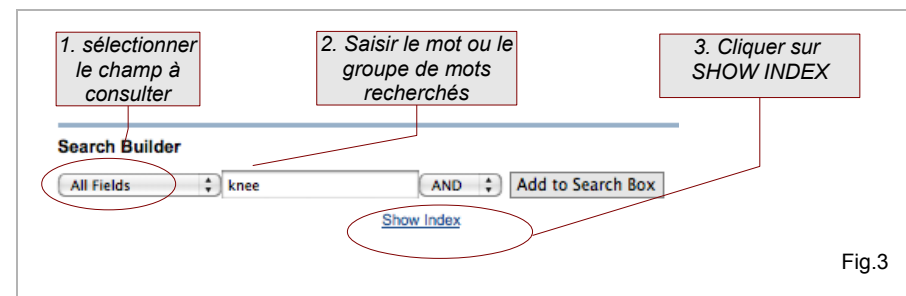 1. sélectionner
le champ à
consulter
2. Saisir le mot ou le
groupe de mots
recherchés
3. Cliquer sur
SHOW INDEX
Search Builder
All Fields knee AND Add to Search Box
Show Index
Fig.3